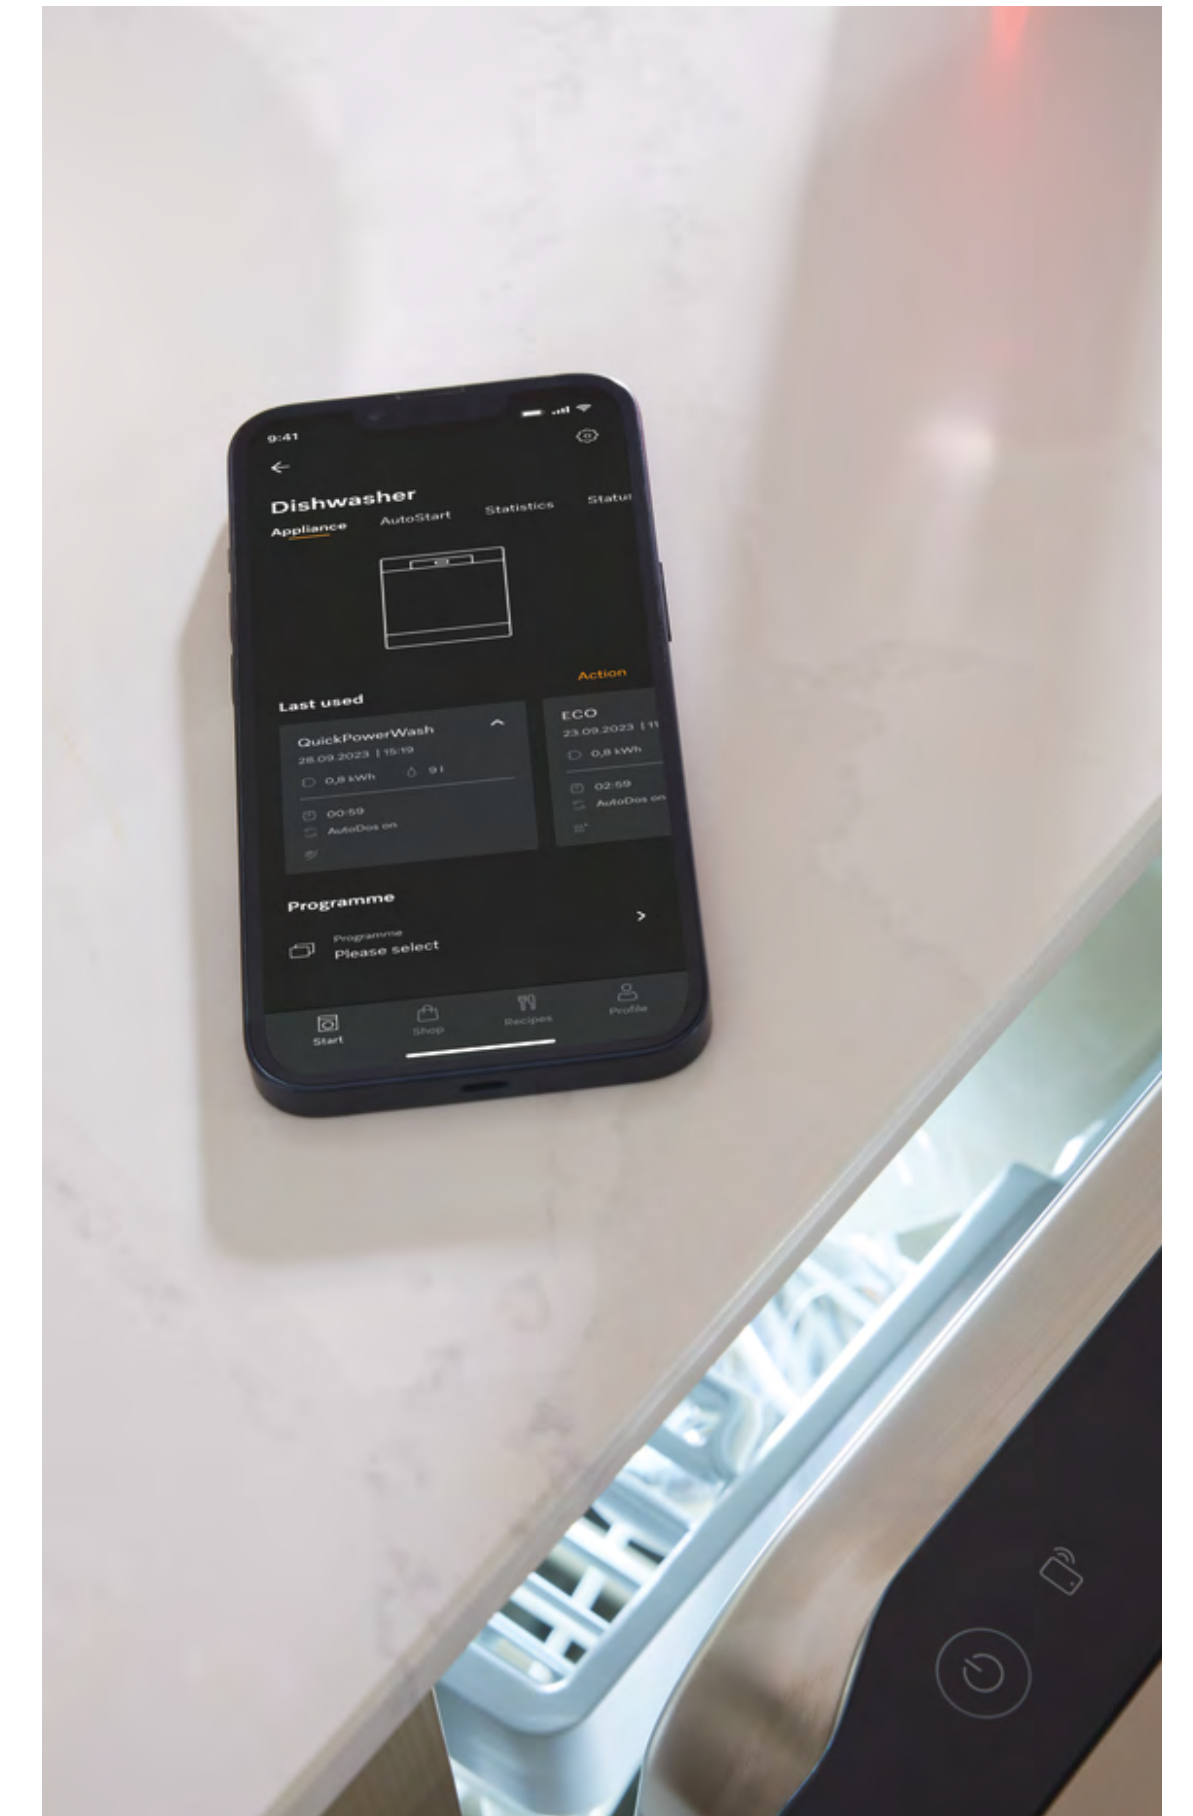 9:41
Dishwasher
Appliance AutoStart Statistics Statu
Action
Last used
QuickPowerWash
28.09.2023 | 15:19
0,8 kWh 9 l
00:59
AutoDos on
ECO
23.09.2023 | 11
0,8 kWh
02:59
AutoDos on
Programme
Programme
Please select
Start Shop Recipes Profile